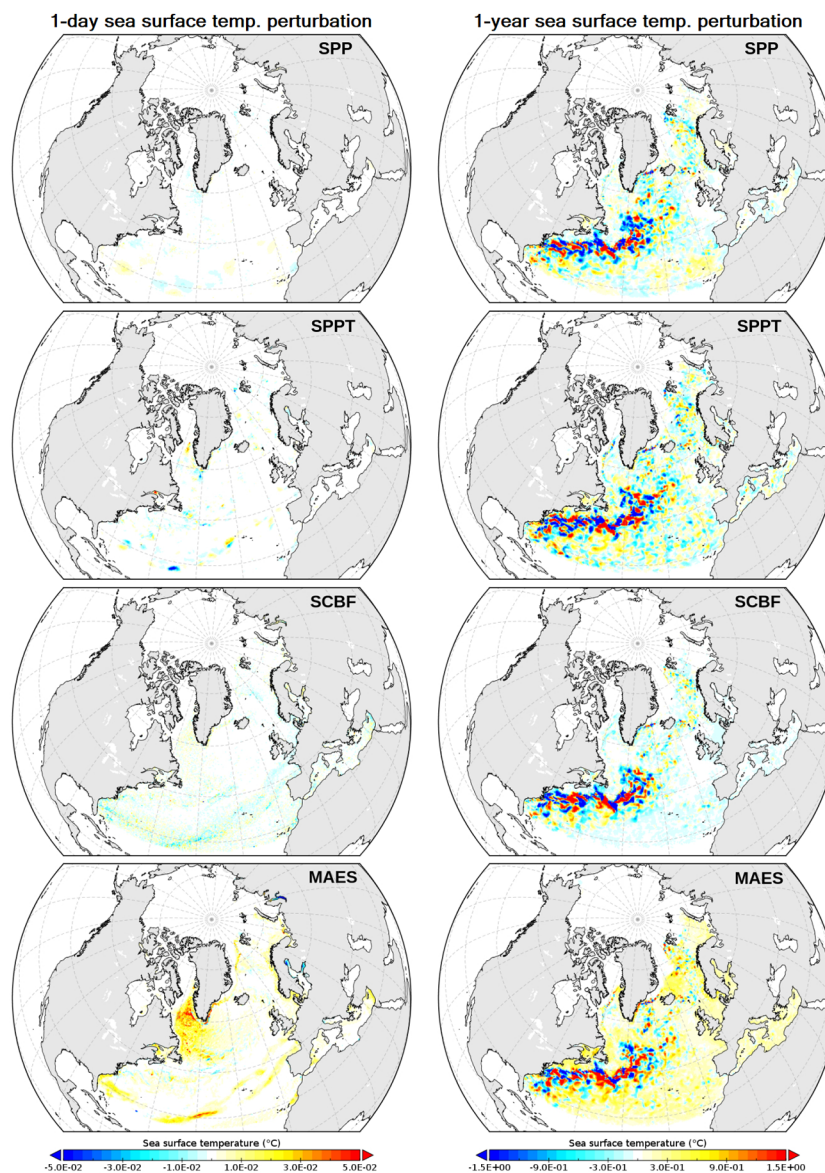 1-day sea surface temp. perturbation
1-year sea surface temp. perturbation
SPP
SPP
SPPT
SPPT
SCBF
SCBF
MAES
MAES
Sea surface temperature (°C)
-5.0E-02 -3.0E-02 -1.0E-02 1.0E-02 3.0E-02 5.0E-02
Sea surface temperature (°C)
-1.5E+00 -9.0E-01 -3.0E-01 3.0E-01 9.0E-01 1.5E+00